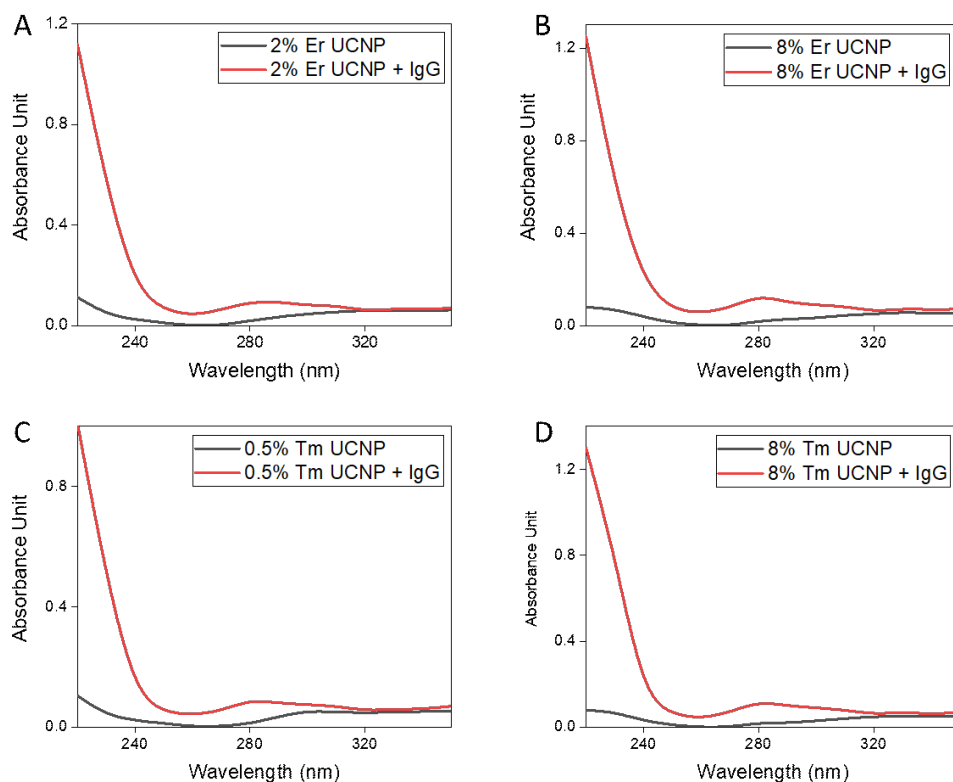 A
2% Er UCNP
2% Er UCNP + IgG
Absorbance Unit
1.2
0.8
0.4
0.0
240
280
320
Wavelength (nm)
B
8% Er UCNP
8% Er UCNP + IgG
Absorbance Unit
1.2
0.8
0.4
0.0
240
280
320
Wavelength (nm)
C
0.5% Tm UCNP
0.5% Tm UCNP + IgG
Absorbance Unit
0.8
0.4
0.0
240
280
320
Wavelength (nm)
D
8% Tm UCNP
8% Tm UCNP + IgG
Absorbance Unit
1.2
0.8
0.4
0.0
240
280
320
Wavelength (nm)